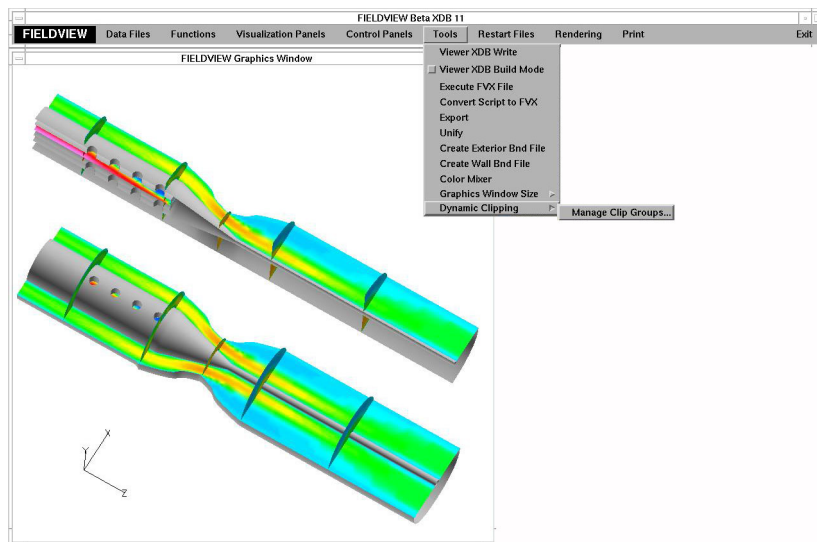 FIELDVIEW Beta XDB 11
FIELDVIEW Data Files Functions Visualization Panels Control Panels Tools Restart Files Rendering Print Exit
FIELDVIEW Graphics Window
Viewer XDB Write
Viewer XDB Build Mode
Execute FVX File
Convert Script to FVX
Export
Unify
Create Exterior Bnd File
Create Wall Bnd File
Color Mixer
Graphics Window Size
Dynamic Clipping
Manage Clip Groups...
X
Y
Z